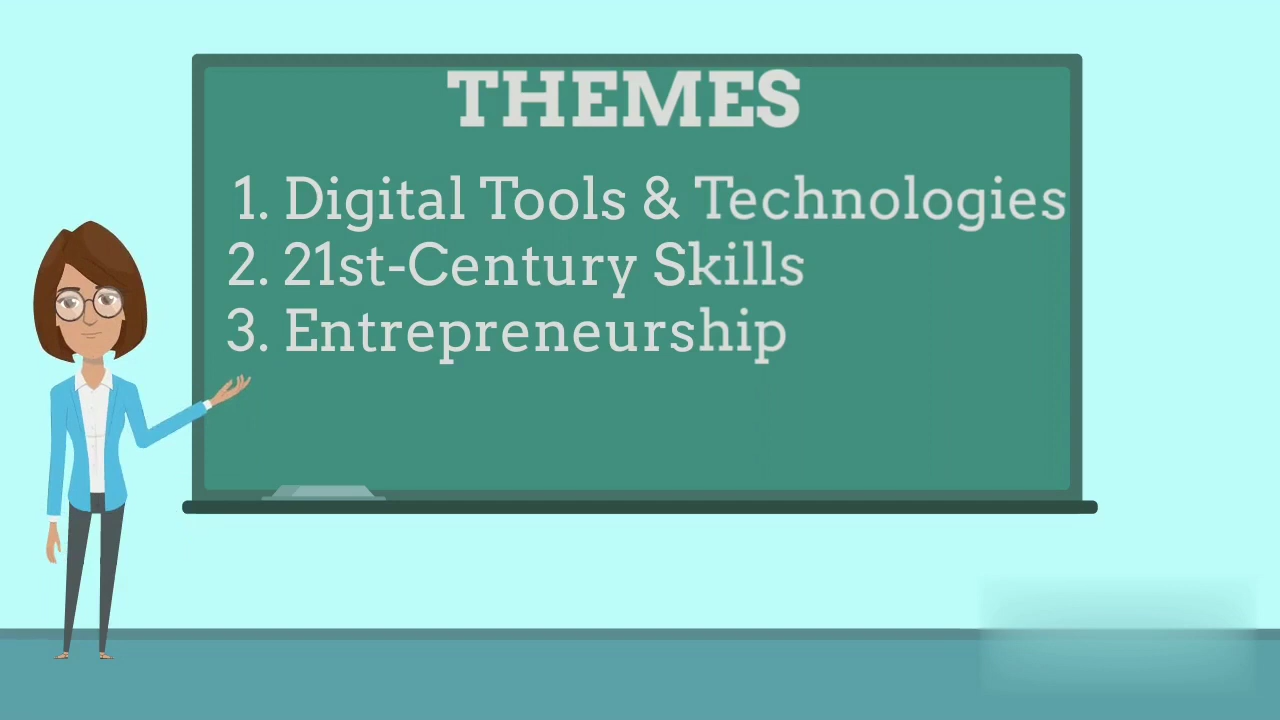 THEMES
1. Digital Tools & Technologies
2. 21st-Century Skills
3. Entrepreneurship